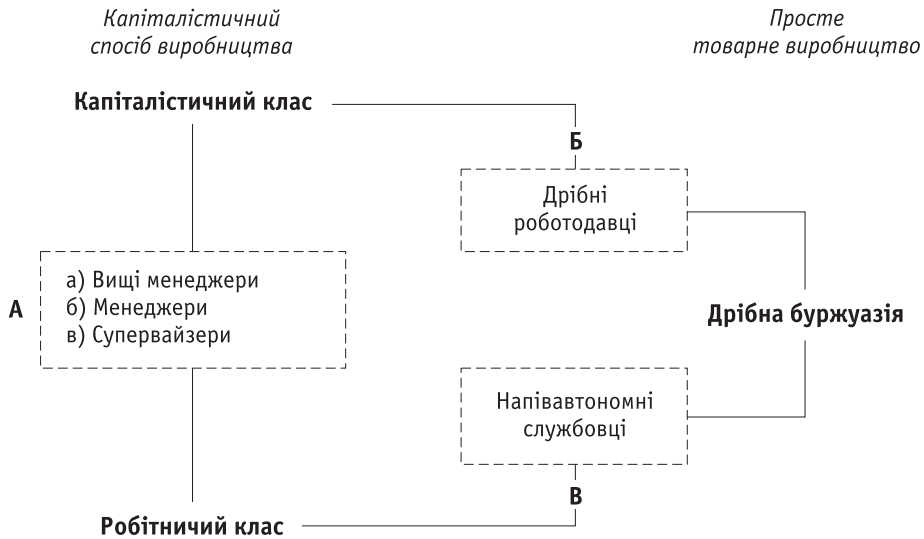 Капіталістичний
спосіб виробництва
Просте
товарне виробництво
Капіталістичний клас
Б
Дрібні
роботодавці
А
а) Вищі менеджери
б) Менеджери
в) Супервайзери
Дрібна буржуазія
Напівавтономні
службовці
В
Робітничий клас